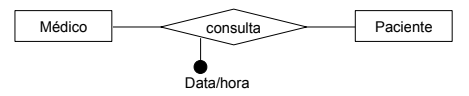 Médico
consulta
Paciente
Data/hora